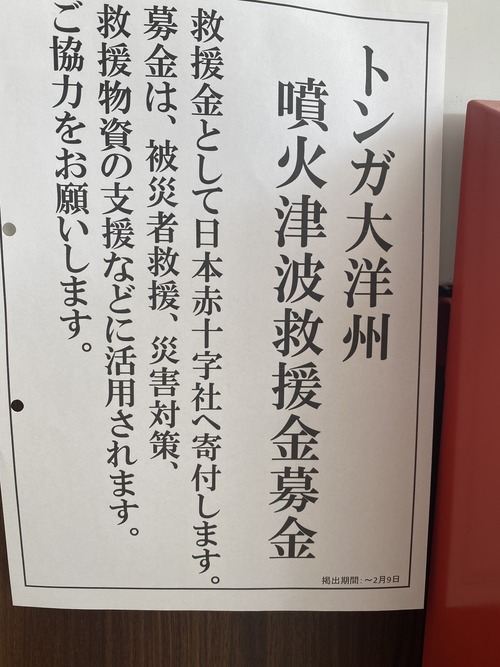 トンガ大洋州
噴火津波救援金募金
救援金として日本赤十字社へ寄付します。
募金は、被災者救援、災害対策、
救援物資の支援などに活用されます。
ご協力をお願いします。
掲出期間:~2月9日